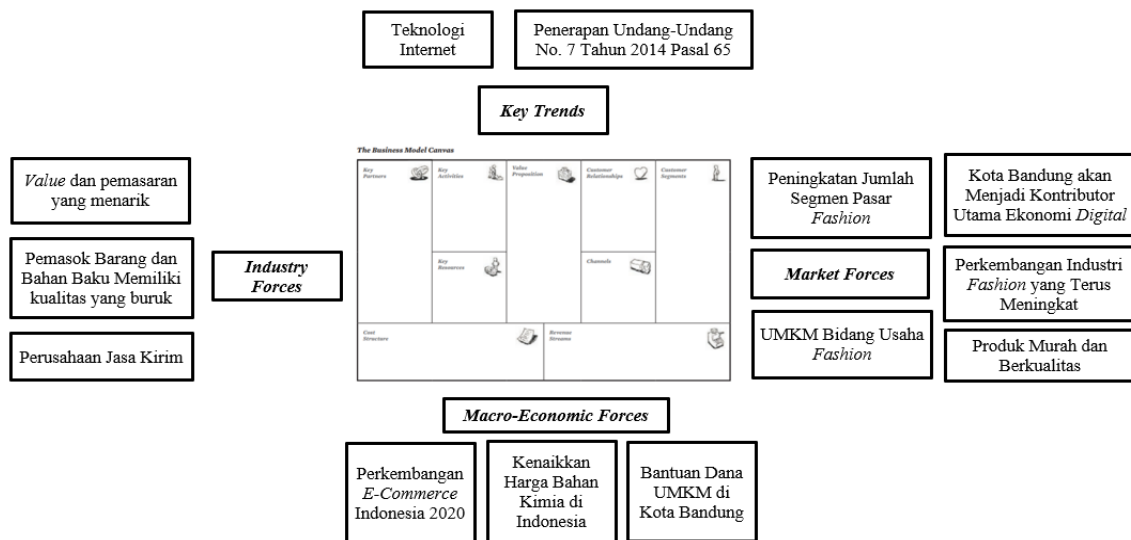 Teknologi
Internet
Penerapan Undang-Undang
No. 7 Tahun 2014 Pasal 65
Key Trends
The Business Model Canvas
Key
Partners
Key
Activities
Value
Proposition
Customer
Relationships
Customer
Segments
Key
Resources
Channels
Cost
Structure
Revenue
Streams
Value dan pemasaran
yang menarik
Pemasok Barang dan
Bahan Baku Memiliki
kualitas yang buruk
Perusahaan Jasa Kirim
Industry
Forces
Peningkatan Jumlah
Segmen Pasar
Fashion
Kota Bandung akan
Menjadi Kontributor
Utama Ekonomi Digital
Market Forces
Perkembangan Industri
Fashion yang Terus
Meningkat
UMKM Bidang Usaha
Fashion
Produk Murah dan
Berkualitas
Macro-Economic Forces
Perkembangan
E-Commerce
Indonesia 2020
Kenaikkan
Harga Bahan
Kimia di
Indonesia
Bantuan Dana
UMKM di
Kota Bandung